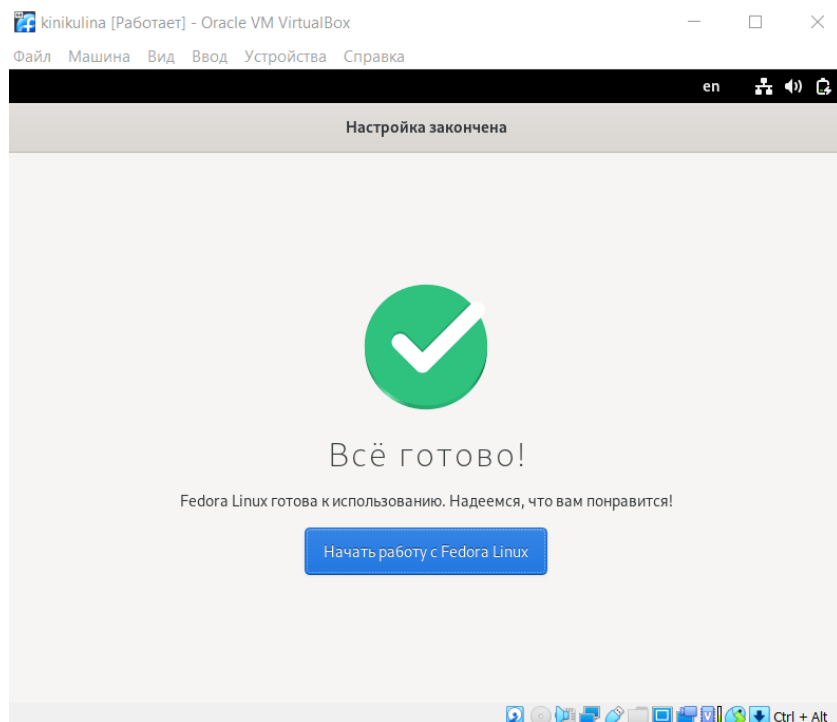 kinikulina [Работает] - Oracle VM VirtualBox
Файл Машина Вид Ввод Устройства Справка
en
Настройка закончена
Всё готово!
Fedora Linux готова к использованию. Надеемся, что вам понравится!
Начать работу с Fedora Linux
Ctrl + Alt